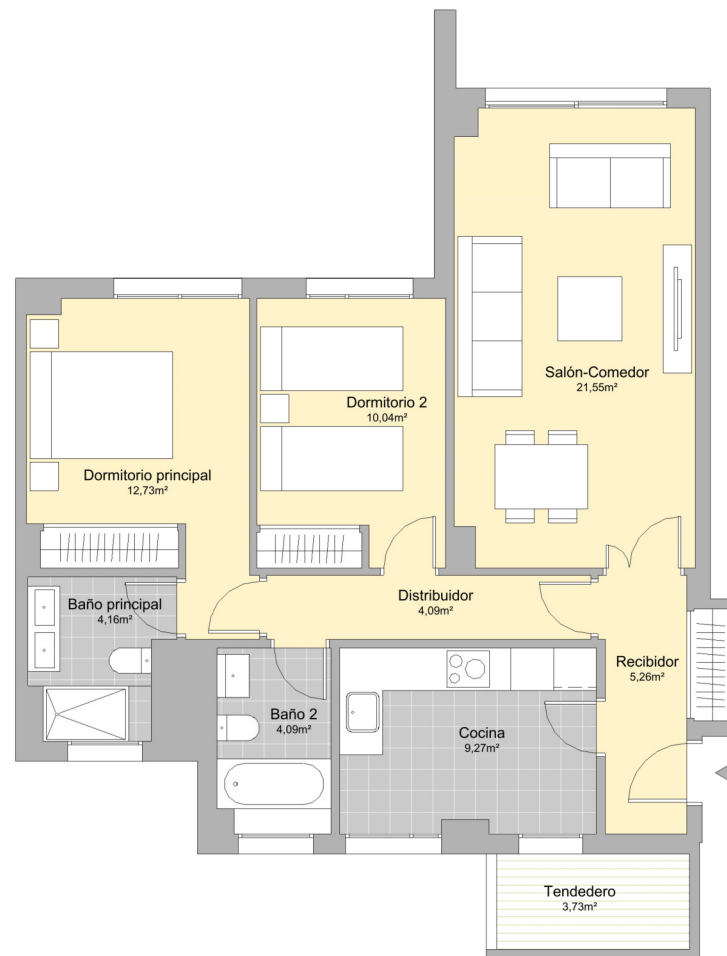 Salón-Comedor
21,55m²
Dormitorio 2
10,04m²
Dormitorio principal
12,73m²
Distribuidor
4,09m²
Baño principal
4,16m²
Recibidor
5,26m²
Baño 2
4,09m²
Cocina
9,27m²
Tendedero
3,73m²